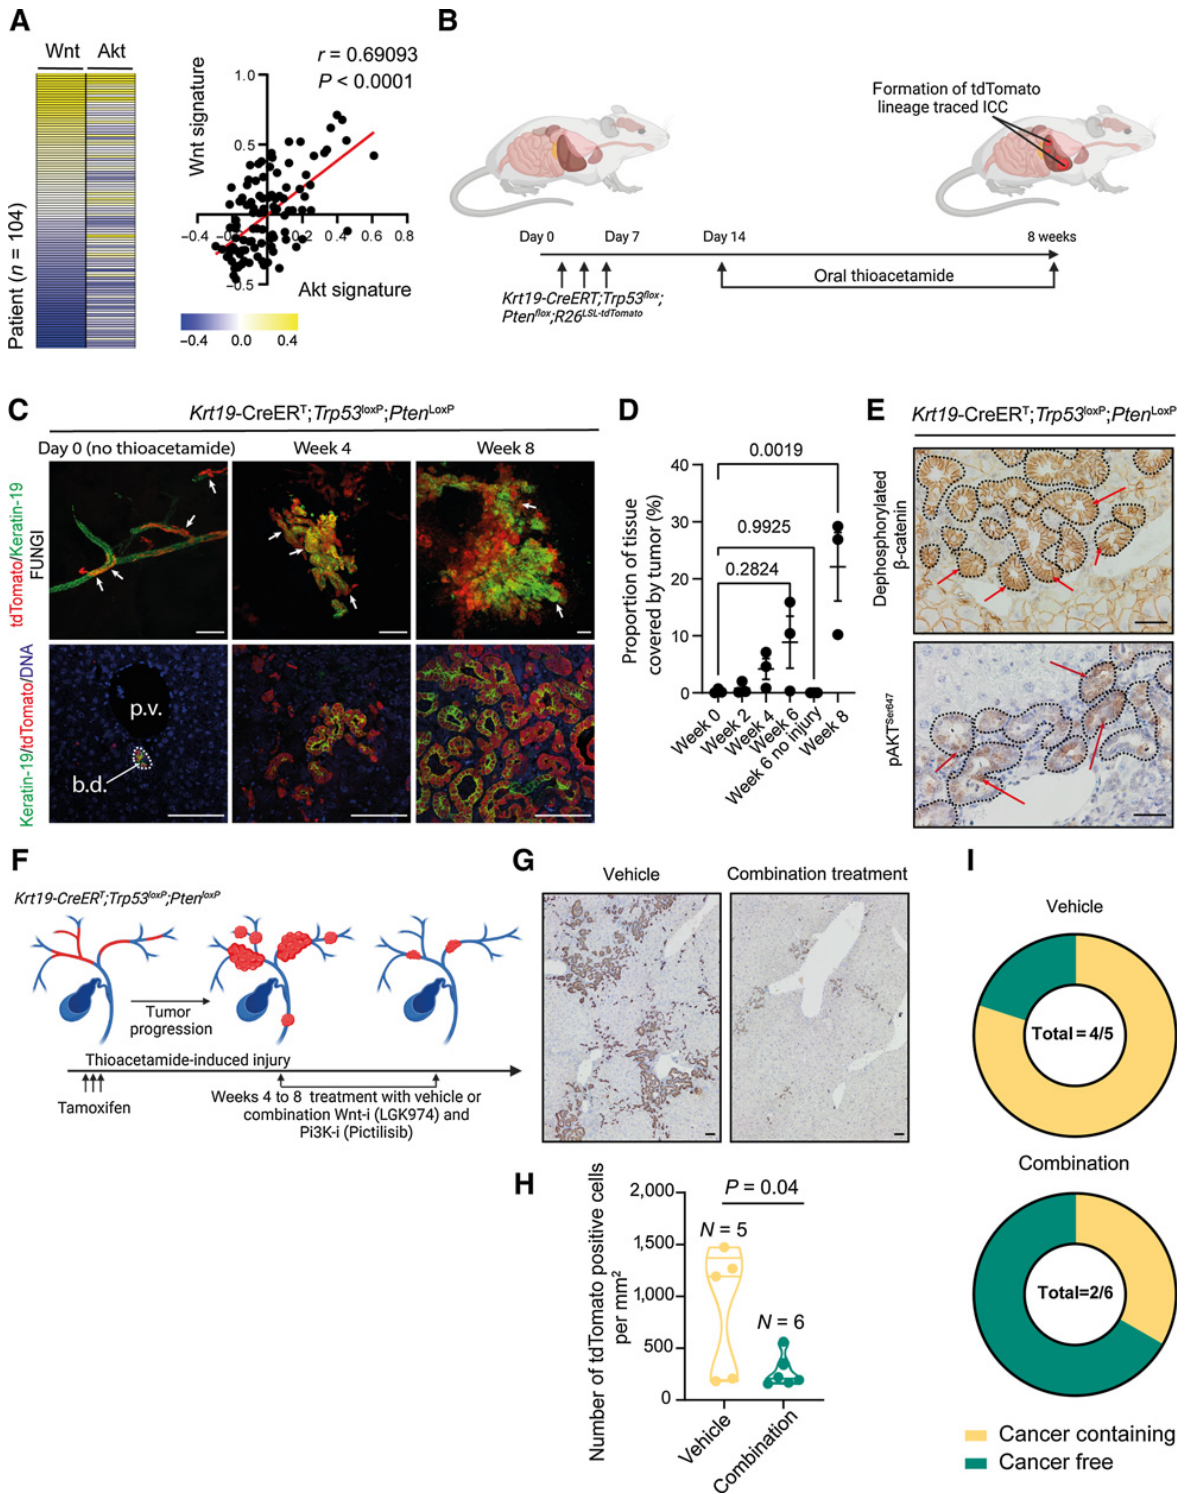 A
Wnt Akt
Patient (n = 104)
r = 0.69093
P < 0.0001
Wnt signature
1.0
0.5
−0.4 0.2 0.4 0.6 0.8
−0.5
Akt signature
−0.4 0.0 0.4
B
Formation of tdTomato
lineage traced ICC
Day 0 Day 7 Day 14 8 weeks
Oral thioacetamide
Krt19-CreERT;Trp53flox;
Ptenflox;R26LSL-tdTomato
C
Krt19-CreERT;Trp53loxP;PtenLoxP
Day 0 (no thioacetamide) Week 4 Week 8
tdTomato/Keratin-19
FUNGI
Keratin-19/tdTomato/DNA
p.v.
b.d.
D
Proportion of tissue
covered by tumor (%)
40
30
20
10
0
0.0019
0.9925
0.2824
Week 0
Week 2
Week 4
Week 6
Week 6 no injury
Week 8
E
Krt19-CreERT;Trp53loxP;PtenLoxP
Dephosphorylated
β-catenin
pAKTSer647
F
Krt19-CreERT;Trp53loxP;PtenloxP
Tumor
progression
Thioacetamide-induced injury
Tamoxifen
Weeks 4 to 8 treatment with vehicle or
combination Wnt-i (LGK974) and
Pi3K-i (Pictilisib)
G
Vehicle Combination treatment
H
Number of tdTomato positive cells
per mm2
2,000
1,500
1,000
500
0
P = 0.04
N = 5
N = 6
Vehicle
Combination
I
Vehicle
Total = 4/5
Combination
Total=2/6
Cancer containing
Cancer free